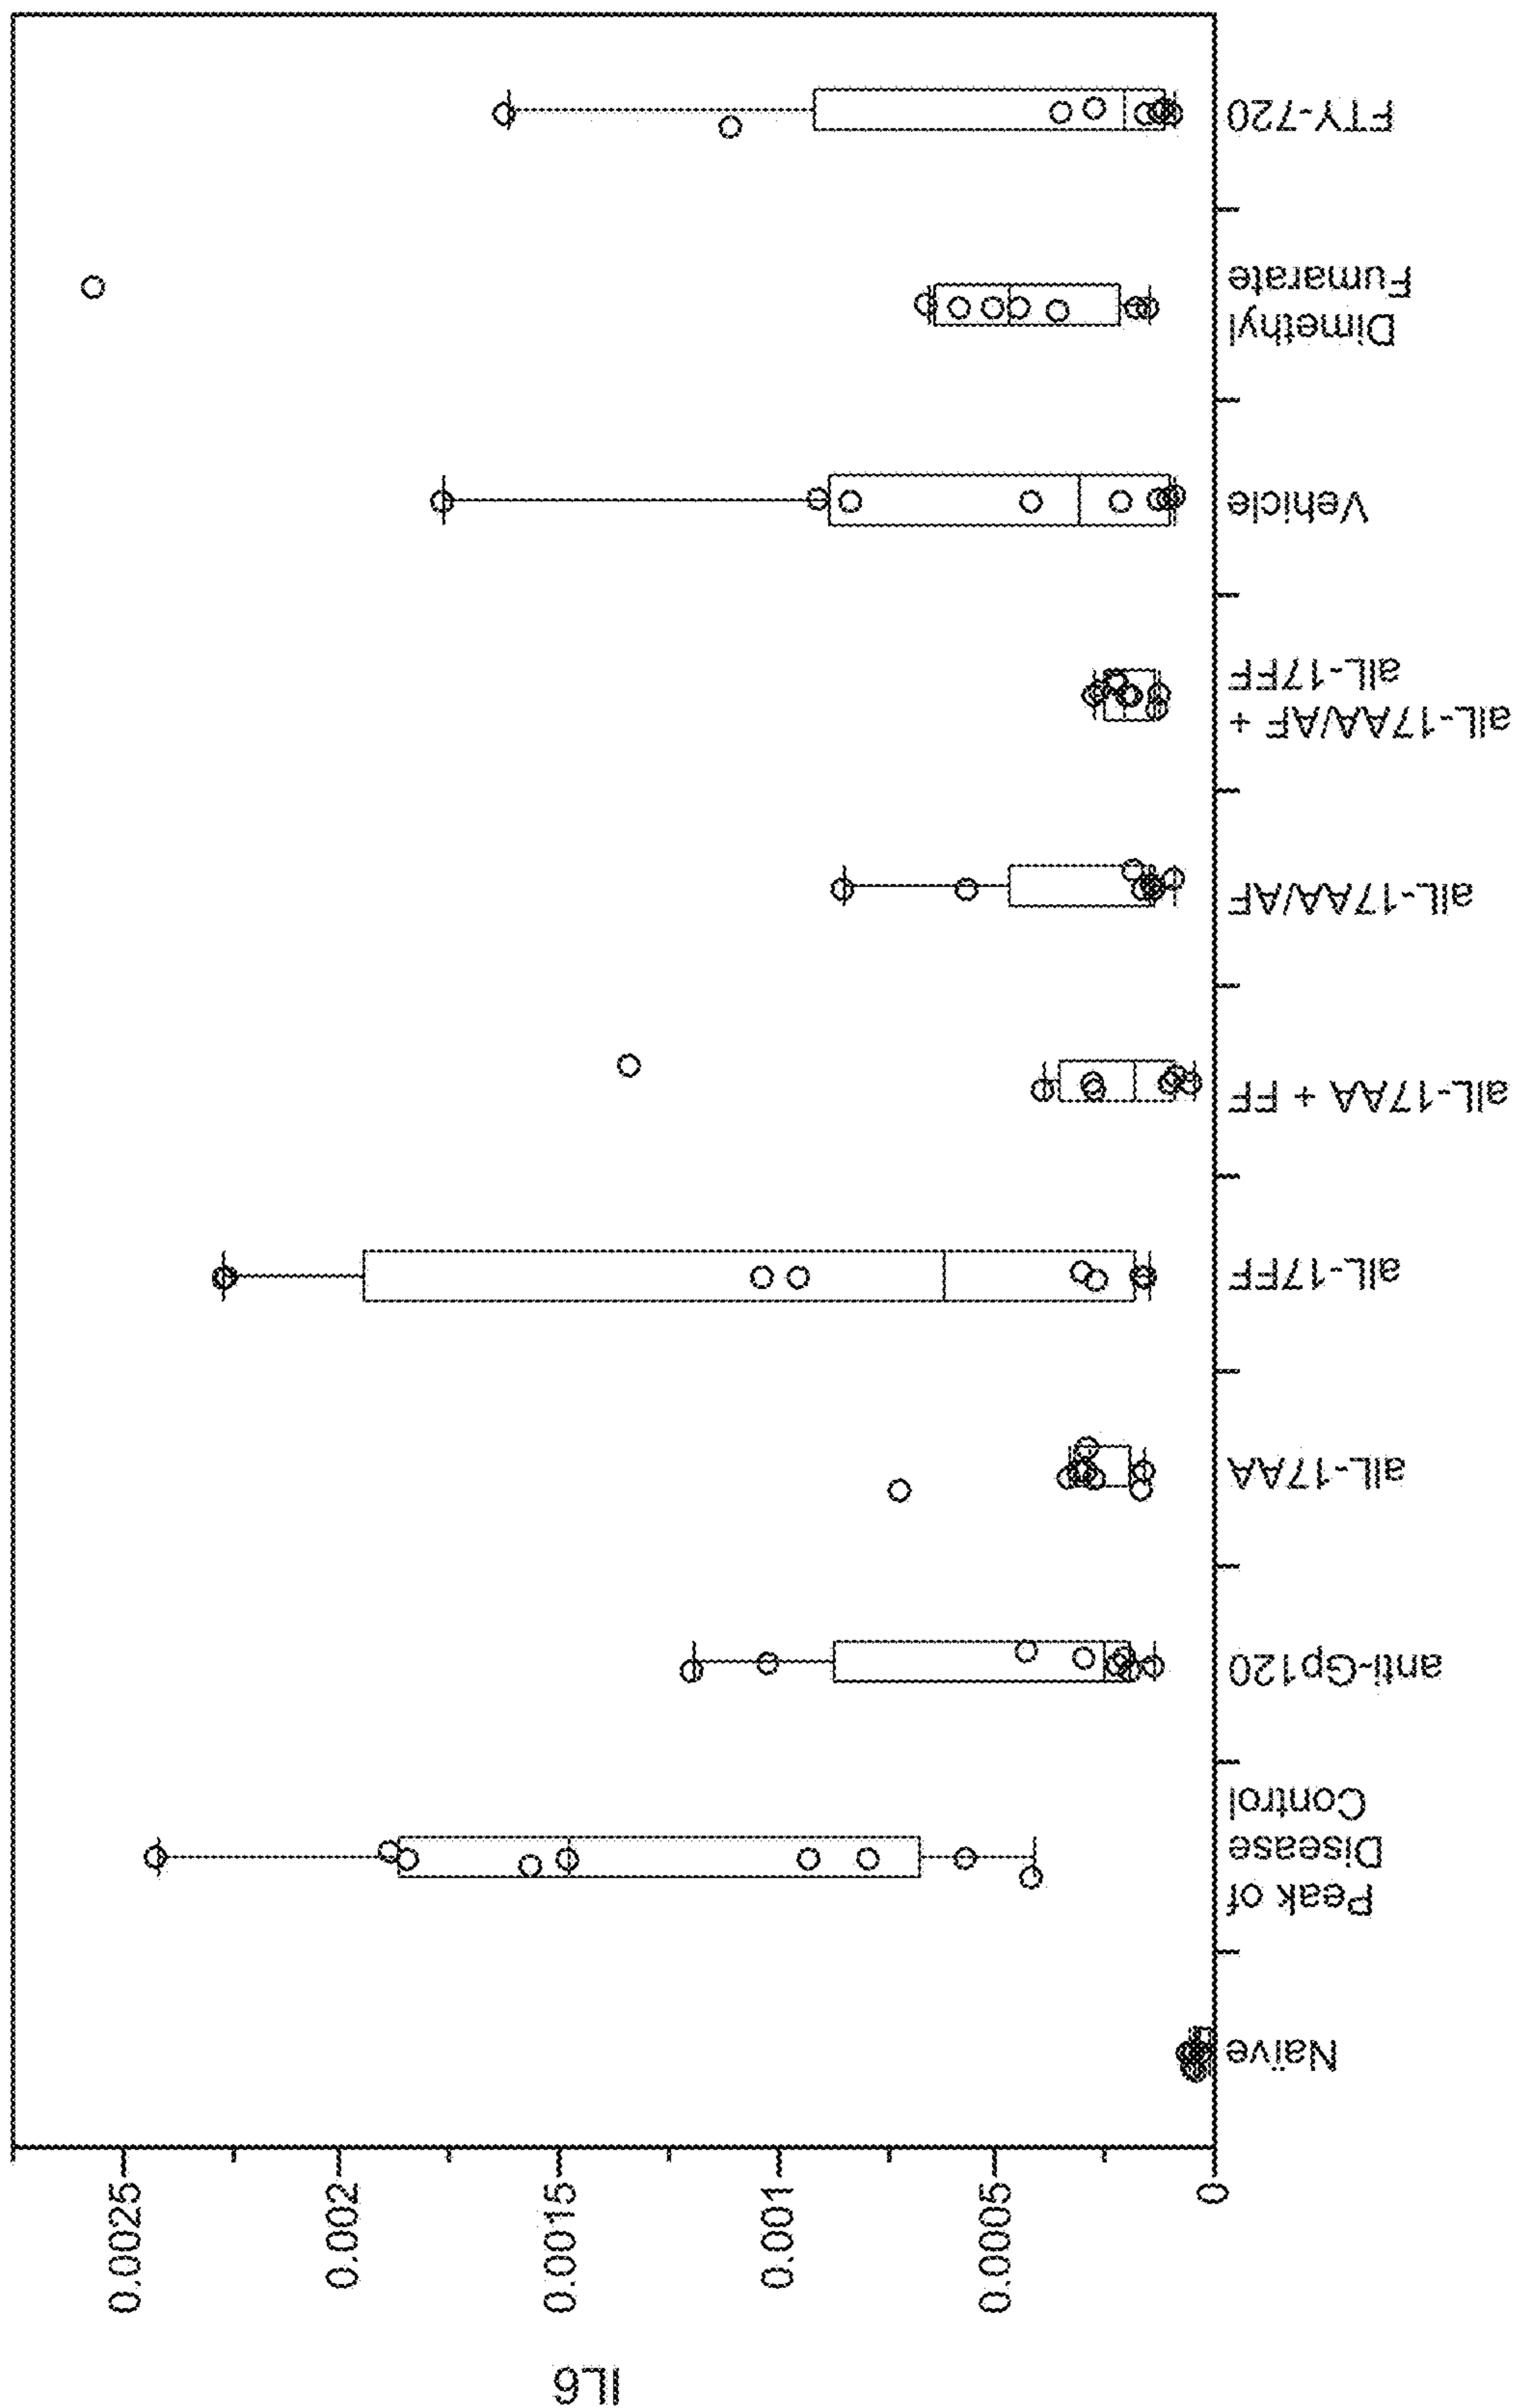 IL6
0.0025
0.002
0.0015
0.001
0.0005
0
Naïve
Peak of
Disease
Control
anti-Gp120
aIL-17AA
aIL-17FF
aIL-17AA + FF
aIL-17AA/AF
aIL-17AA/AF +
aIL-17FF
Vehicle
Dimethyl
Fumarate
FTY-720